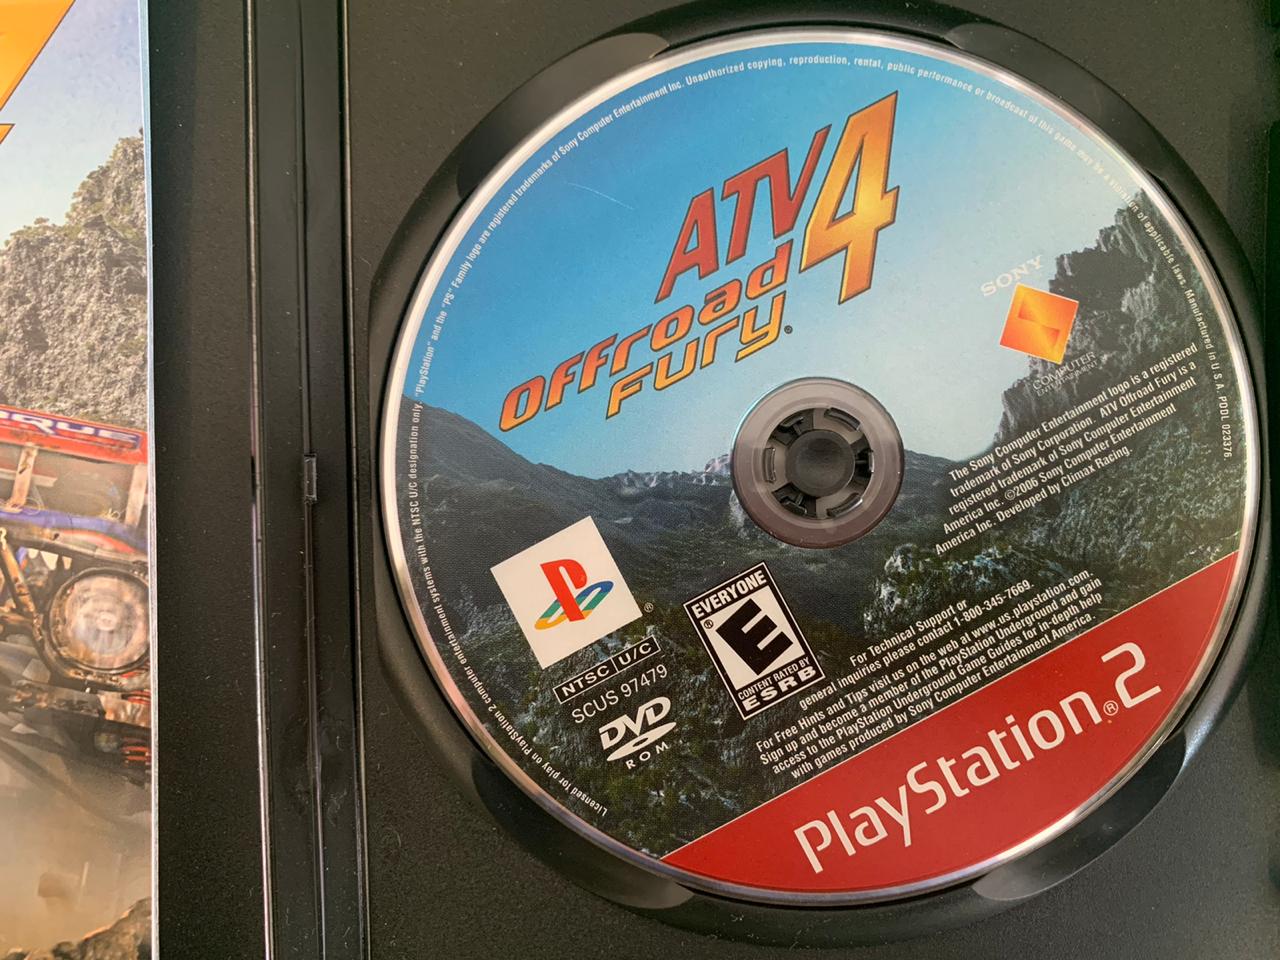 QUE
Licensed for play on PlayStation 2 computer entertainment systems with the NTSC U/C designation only. "PlayStation" and the "PS" Family logo are registered trademarks of Sony Computer Entertainment Inc. Unauthorized copying, reproduction, rental, public performance or broadcast of this game may be a violation of applicable laws. Manufactured in U.S.A. POOL 023376
ATV
Offroad
Fury® 4
SONY
COMPUTER
ENTERTAINMENT
The Sony Computer Entertainment logo is a registered
trademark of Sony Corporation. ATV Offroad Fury is a
registered trademark of Sony Computer Entertainment
America Inc. ©2006 Sony Computer Entertainment
America Inc. Developed by Climax Racing.
®
NTSC U/C
SCUS 97479
DVD
ROM
EVERYONE
E®
CONTENT RATED BY
ESRB
For Technical Support or
general inquiries please contact 1-800-345-7669.
For Free Hints and Tips visit us on the web at www.us.playstation.com.
Sign up and become a member of the PlayStation Underground and gain
access to the PlayStation Underground Game Guides for in-depth help
with games produced by Sony Computer Entertainment America.
PlayStation®2